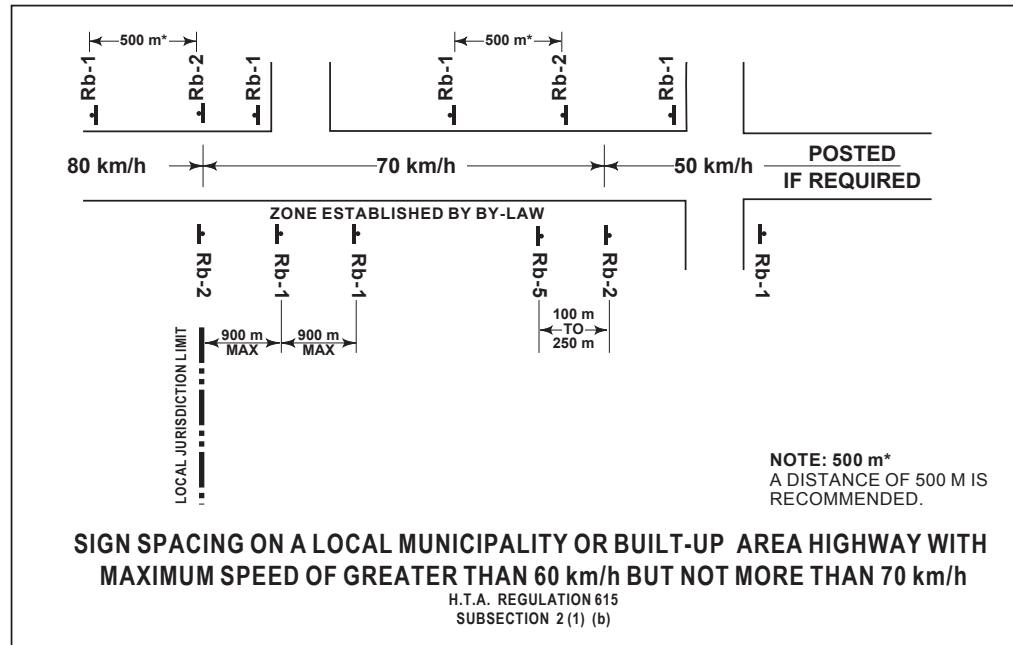 500 m*
500 m*
Rb-1
Rb-2
Rb-1
Rb-1
Rb-2
Rb-1
80 km/h
70 km/h
50 km/h
POSTED
IF REQUIRED
ZONE ESTABLISHED BY BY-LAW
Rb-2
Rb-1
Rb-1
Rb-5
Rb-2
Rb-1
900 m
MAX
900 m
MAX
100 m
TO
250 m
LOCAL JURISDICTION LIMIT
NOTE: 500 m*
A DISTANCE OF 500 M IS
RECOMMENDED.
SIGN SPACING ON A LOCAL MUNICIPALITY OR BUILT-UP AREA HIGHWAY WITH
MAXIMUM SPEED OF GREATER THAN 60 km/h BUT NOT MORE THAN 70 km/h
H.T.A. REGULATION 615
SUBSECTION 2 (1) (b)